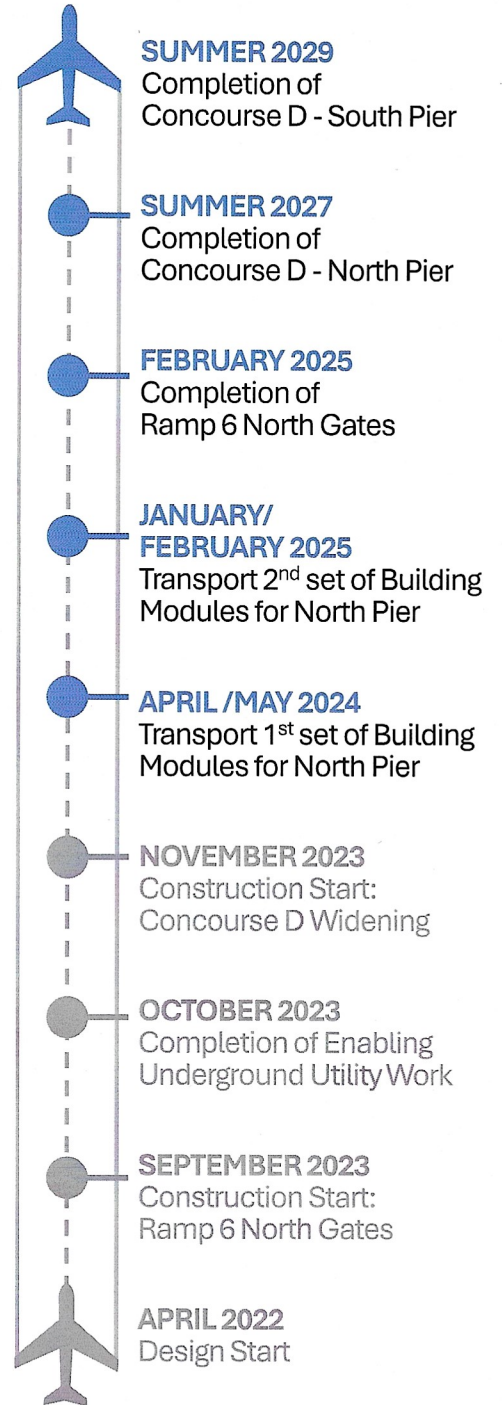 SUMMER 2029
Completion of
Concourse D - South Pier
SUMMER 2027
Completion of
Concourse D - North Pier
FEBRUARY 2025
Completion of
Ramp 6 North Gates
JANUARY/
FEBRUARY 2025
Transport 2nd set of Building
Modules for North Pier
APRIL /MAY 2024
Transport 1st set of Building
Modules for North Pier
NOVEMBER 2023
Construction Start:
Concourse D Widening
OCTOBER 2023
Completion of Enabling
Underground Utility Work
SEPTEMBER 2023
Construction Start:
Ramp 6 North Gates
APRIL 2022
Design Start